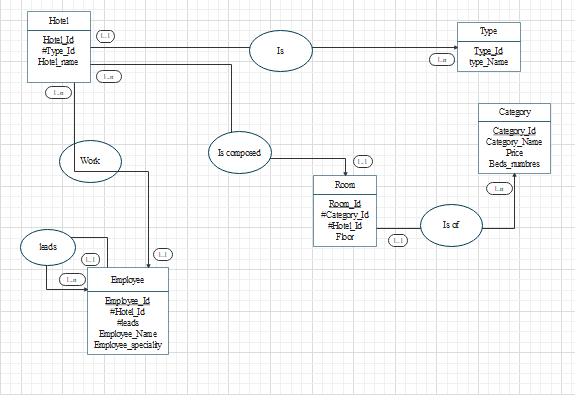 Hotel
Hotel_Id
#Type_Id
Hotel_name
1..1
Is
1..n
Type
Type_Id
type_Name
1..n
1..n
Work
Is composed
1..1
Category
Category_Id
Category_Name
Price
Beds_numbres
1..n
Room
Room_Id
#Category_Id
#Hotel_Id
Floor
1..1
Is of
leads
1..1
1..n
1..1
Employee
Employee_Id
#Hotel_Id
#leads
Employee_Name
Employee_speciality